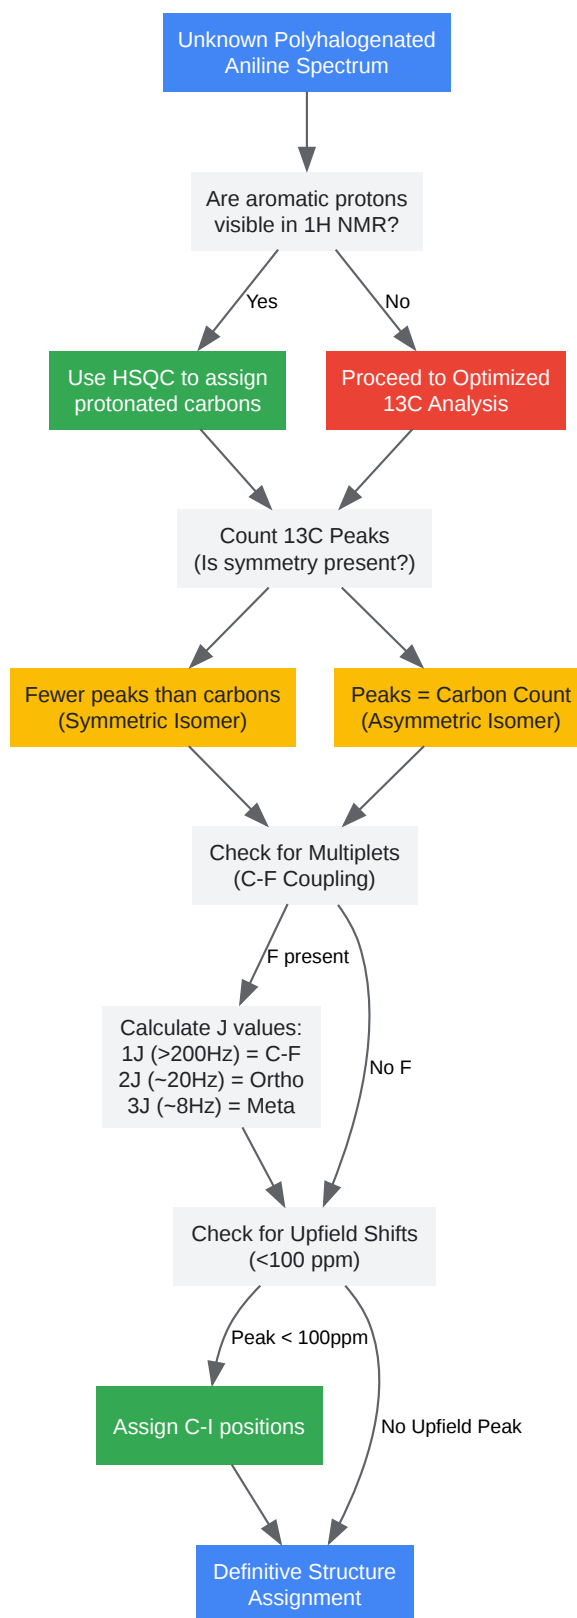 Unknown Polyhalogenated
Aniline Spectrum
Are aromatic protons
visible in 1H NMR?
Yes
No
Use HSQC to assign
protonated carbons
Proceed to Optimized
13C Analysis
Count 13C Peaks
(Is symmetry present?)
Fewer peaks than carbons
(Symmetric Isomer)
Peaks = Carbon Count
(Asymmetric Isomer)
Check for Multiplets
(C-F Coupling)
F present
Calculate J values:
1J (>200Hz) = C-F
2J (~20Hz) = Ortho
3J (~8Hz) = Meta
No F
Check for Upfield Shifts
(<100 ppm)
Peak < 100ppm
Assign C-I positions
No Upfield Peak
Definitive Structure
Assignment